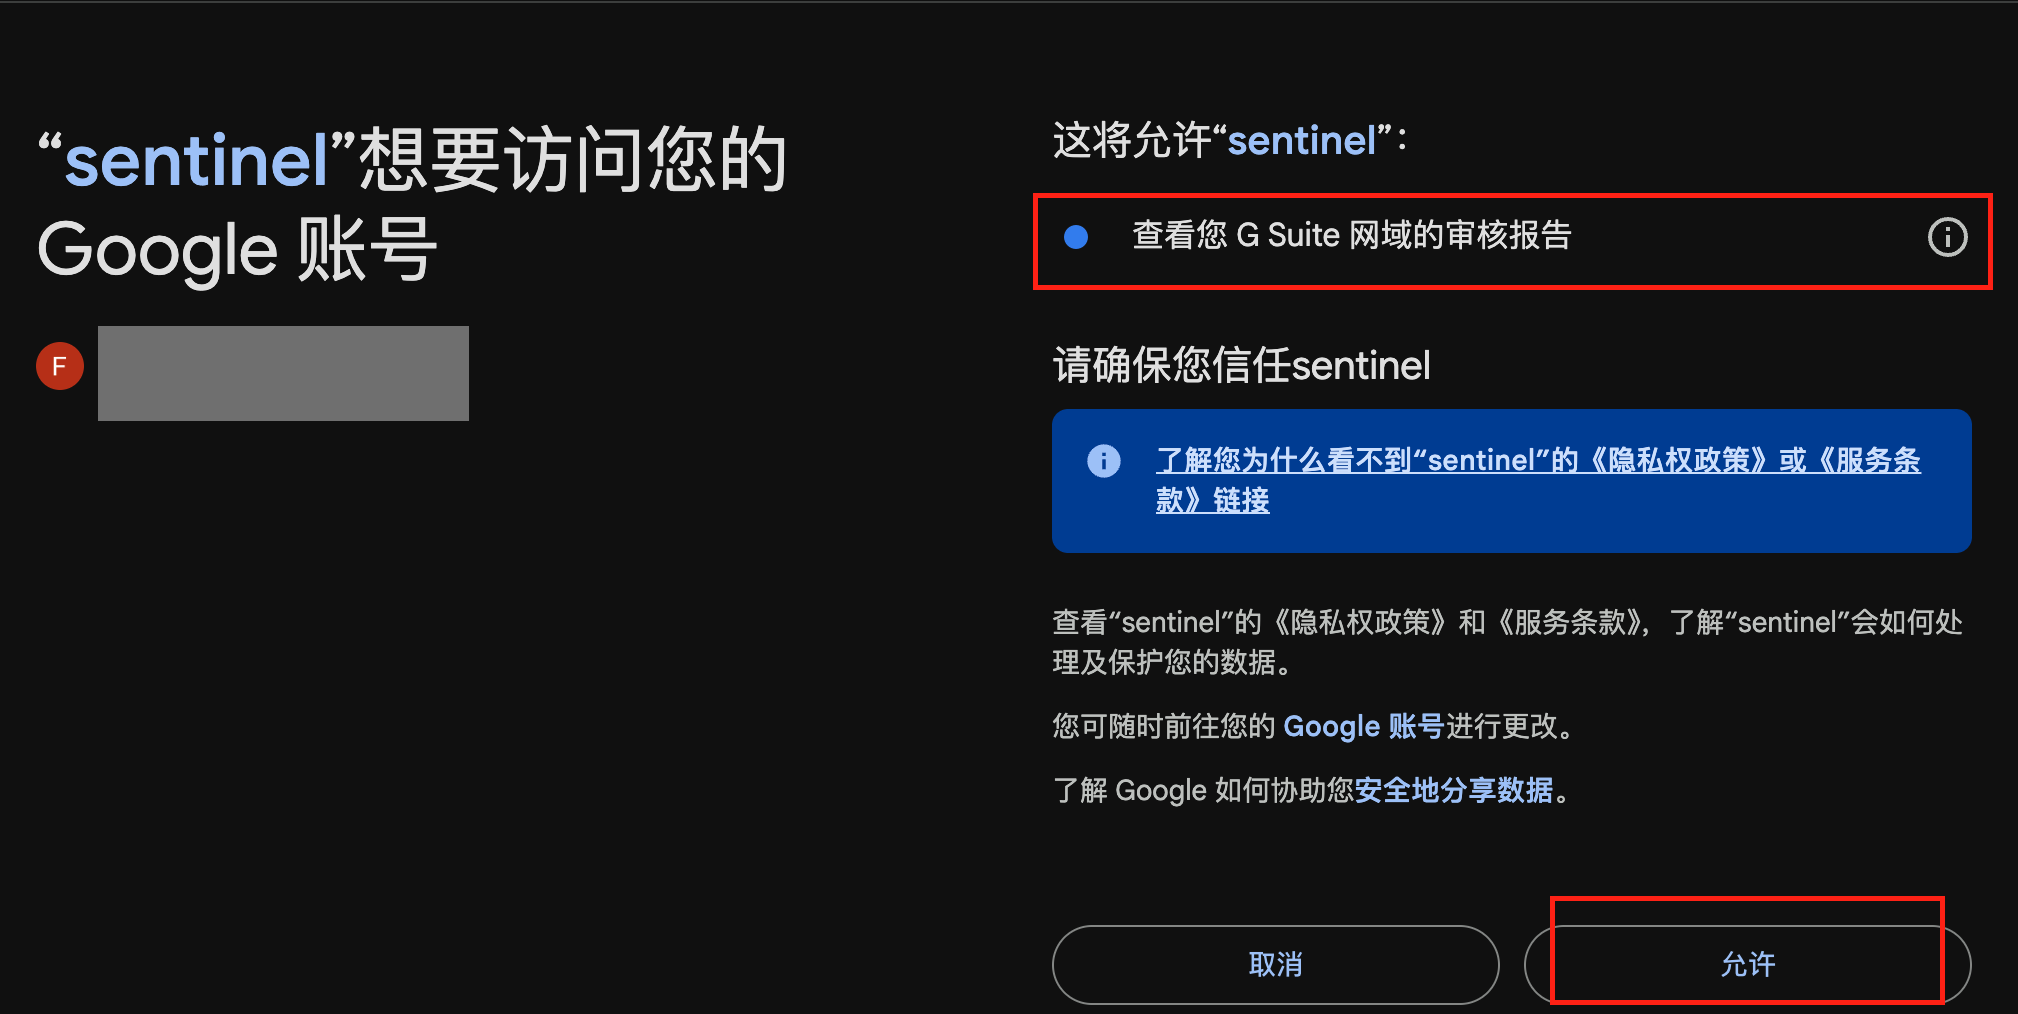 “sentinel”想要访问您的
Google 账号
F
这将允许“sentinel”：
查看您 G Suite 网域的审核报告
请确保您信任sentinel
了解您为什么看不到“sentinel”的《隐私权政策》或《服务条
款》链接
查看“sentinel”的《隐私权政策》和《服务条款》，了解“sentinel”会如何处
理及保护您的数据。
您可随时前往您的 Google 账号进行更改。
了解 Google 如何协助您安全地分享数据。
取消
允许